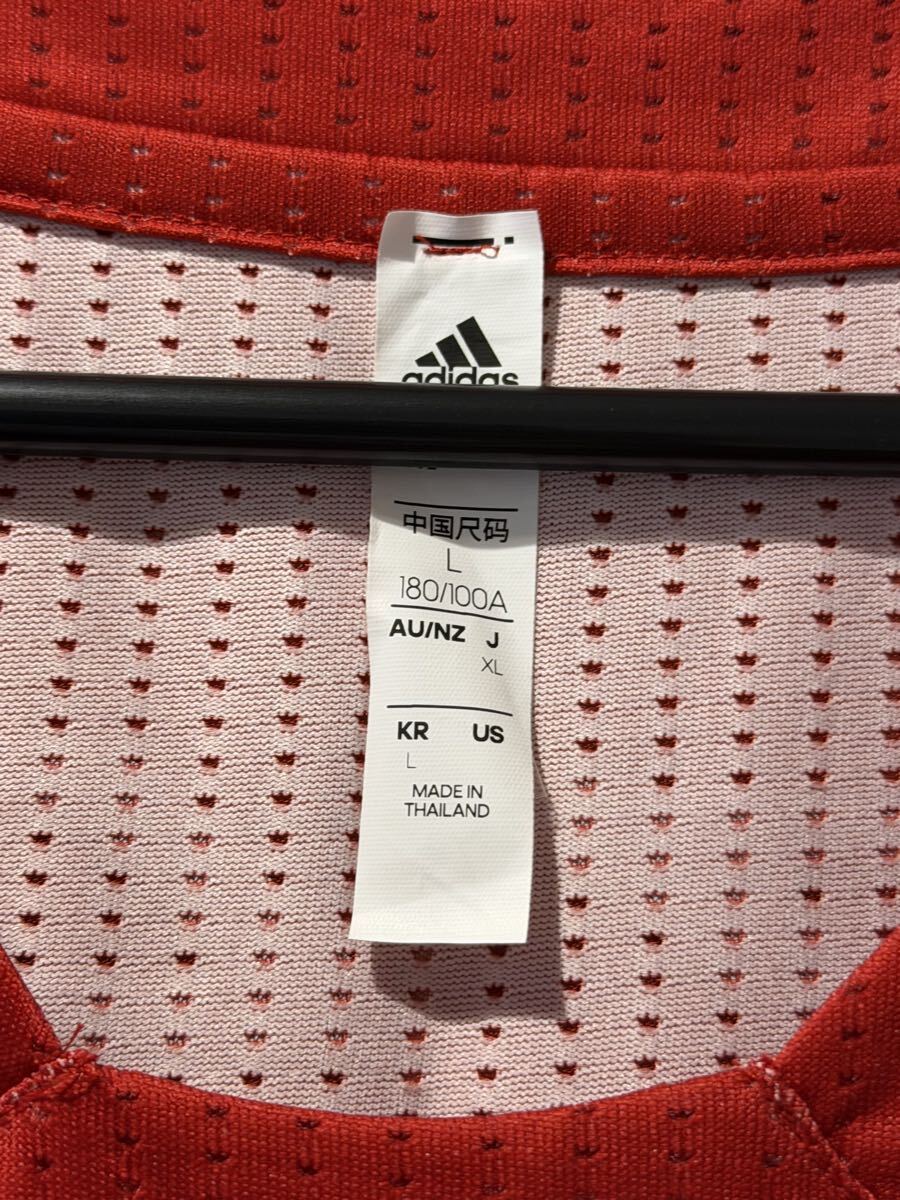 adidas
中国尺码
L
180/100A
AU/NZ J
XL
KR US
L
MADE IN
THAILAND